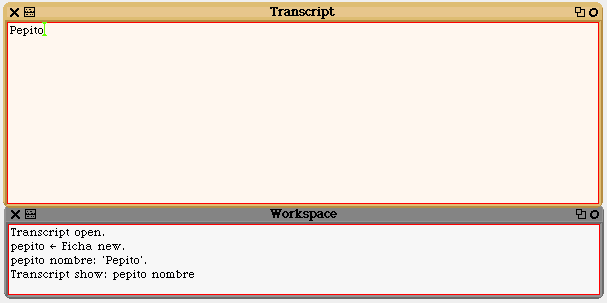 Transcript
Pepito
Workspace
Transcript open.
pepito ← Ficha new.
pepito nombre: 'Pepito'.
Transcript show: pepito nombre